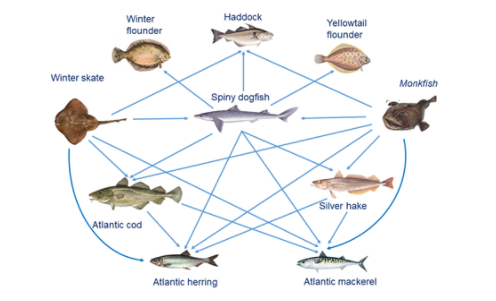 Winter
flounder
Haddock
Yellowtail
flounder
Winter skate
Spiny dogfish
Monkfish
Atlantic cod
Silver hake
Atlantic herring
Atlantic mackerel